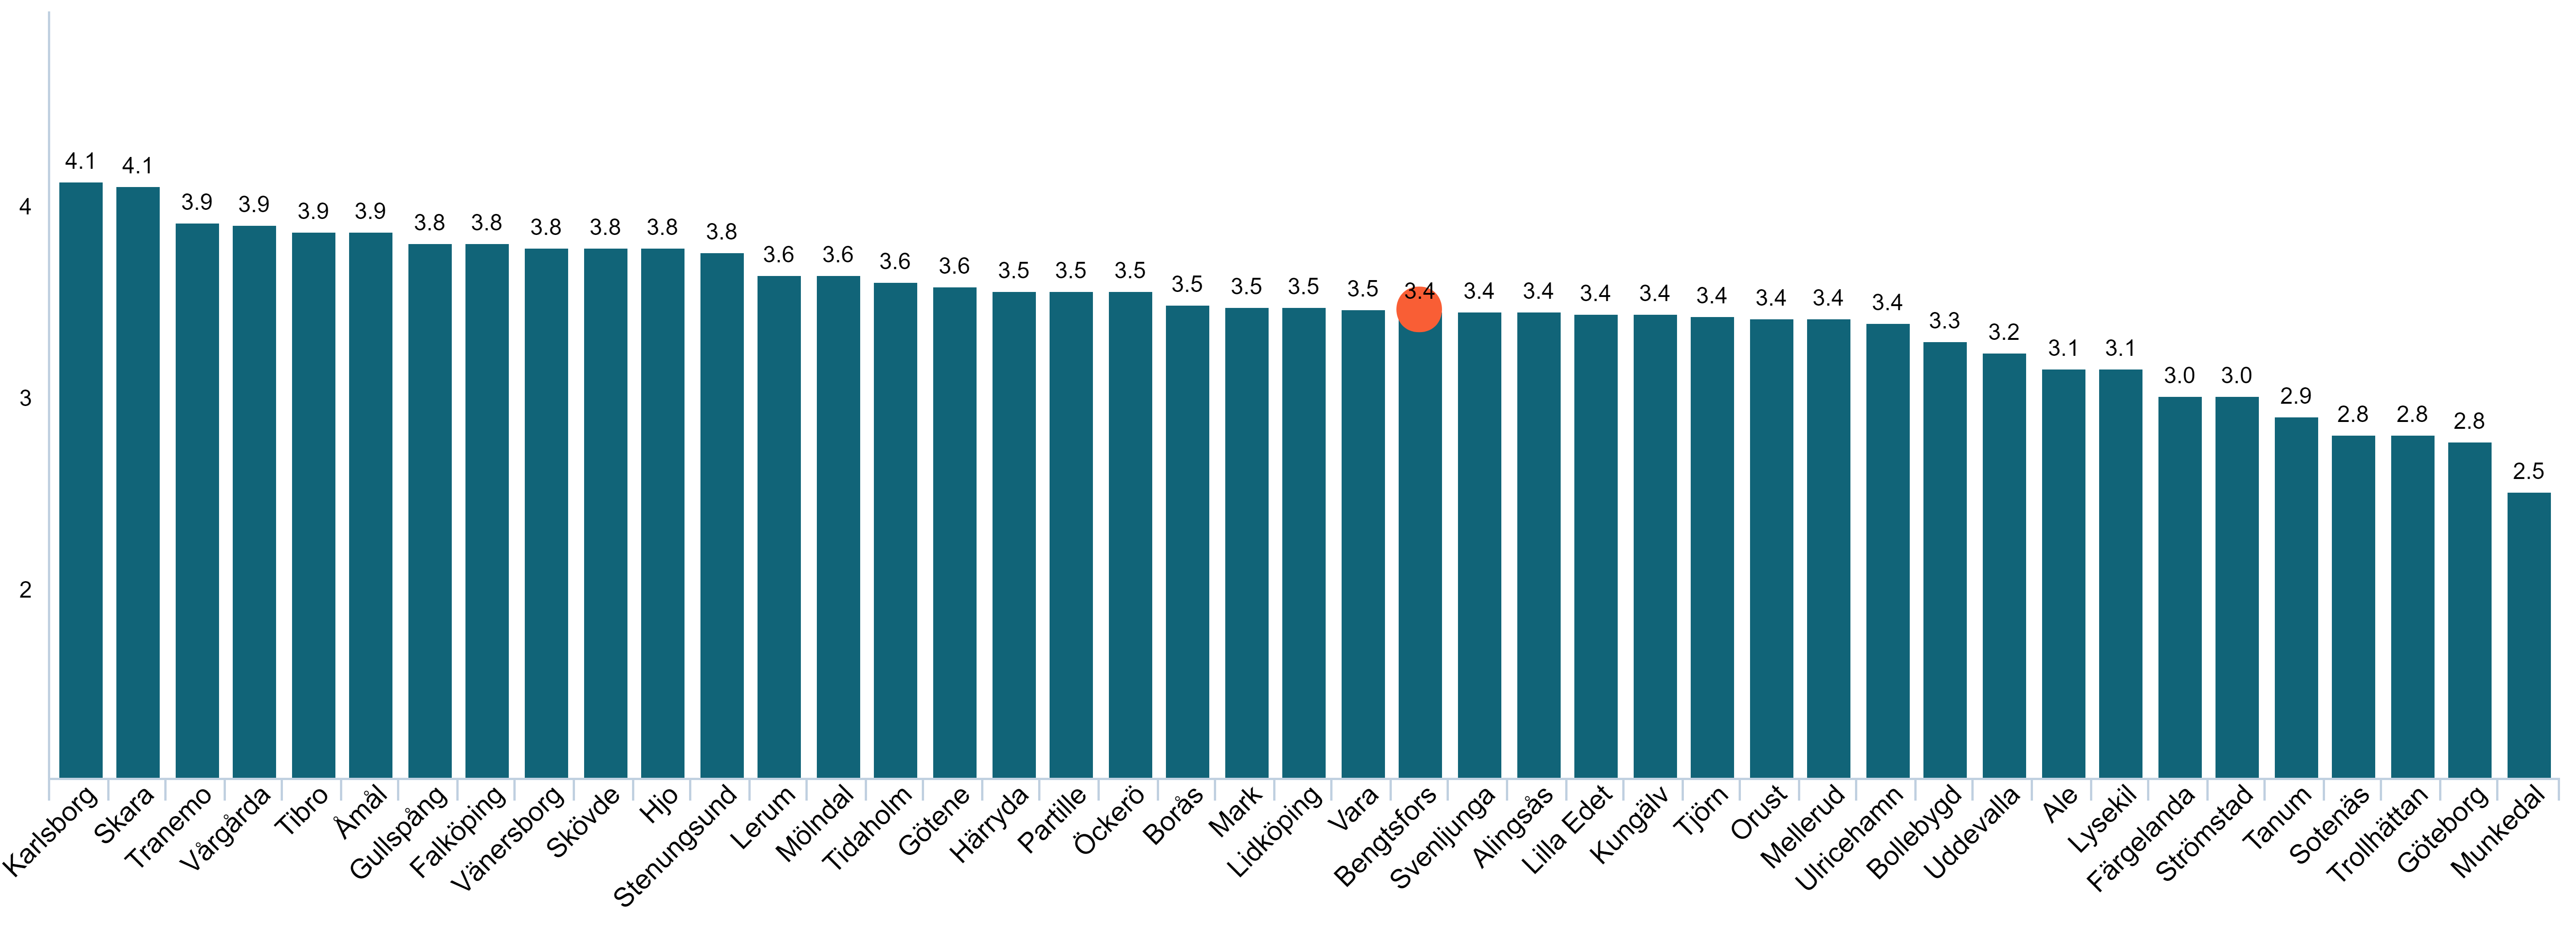 4.1 4.1 3.9 3.9 3.9 3.9 3.8 3.8 3.8 3.8 3.8 3.8 3.6 3.6 3.6 3.6 3.5 3.5 3.5 3.5 3.5 3.5 3.5 3.4 3.4 3.4 3.4 3.4 3.4 3.4 3.4 3.4 3.3 3.2 3.1 3.1 3.0 3.0 2.9 2.8 2.8 2.8 2.5
4
3
2
Karlsborg
Skara
Tranemo
Vårgårda
Tibro
Åmål
Gullspång
Falköping
Vänersborg
Skövde
Hjo
Stenungsund
Lerum
Mölndal
Tidaholm
Götene
Härryda
Partille
Öckerö
Borås
Mark
Lidköping
Vara
Bengtsfors
Svenljunga
Alingsås
Lilla Edet
Kungälv
Tjörn
Orust
Mellerud
Ulricehamn
Bollebygd
Uddevalla
Ale
Lysekil
Färgelanda
Strömstad
Tanum
Sotenäs
Trollhättan
Göteborg
Munkedal